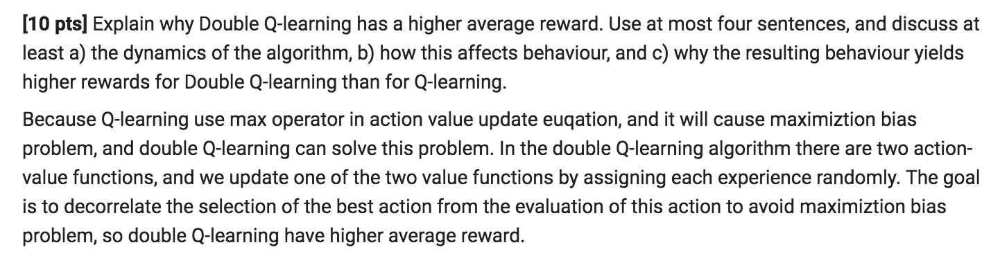 [10 pts] Explain why Double Q-learning has a higher average reward. Use at most four sentences, and discuss at
least a) the dynamics of the algorithm, b) how this affects behaviour, and c) why the resulting behaviour yields
higher rewards for Double Q-learning than for Q-learning.
Because Q-learning use max operator in action value update euqation, and it will cause maximiztion bias
problem, and double Q-learning can solve this problem. In the double Q-learning algorithm there are two action-
value functions, and we update one of the two value functions by assigning each experience randomly. The goal
is to decorrelate the selection of the best action from the evaluation of this action to avoid maximiztion bias
problem, so double Q-learning have higher average reward.